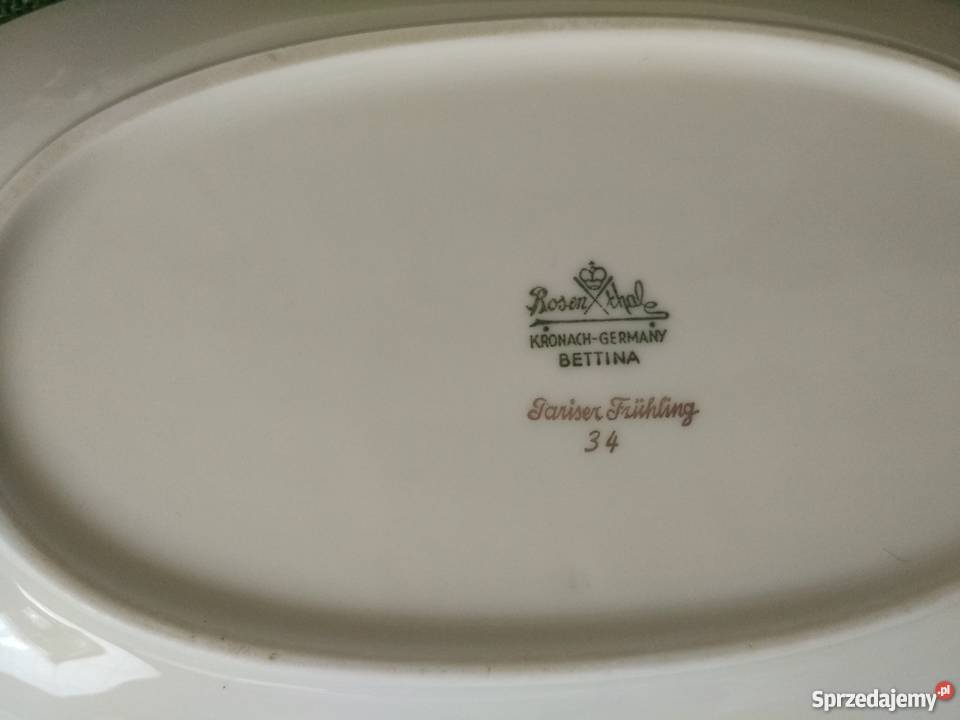 Rosenthal
KRONACH-GERMANY
BETTINA
Pariser Frühling
34
Sprzedajemy.pl